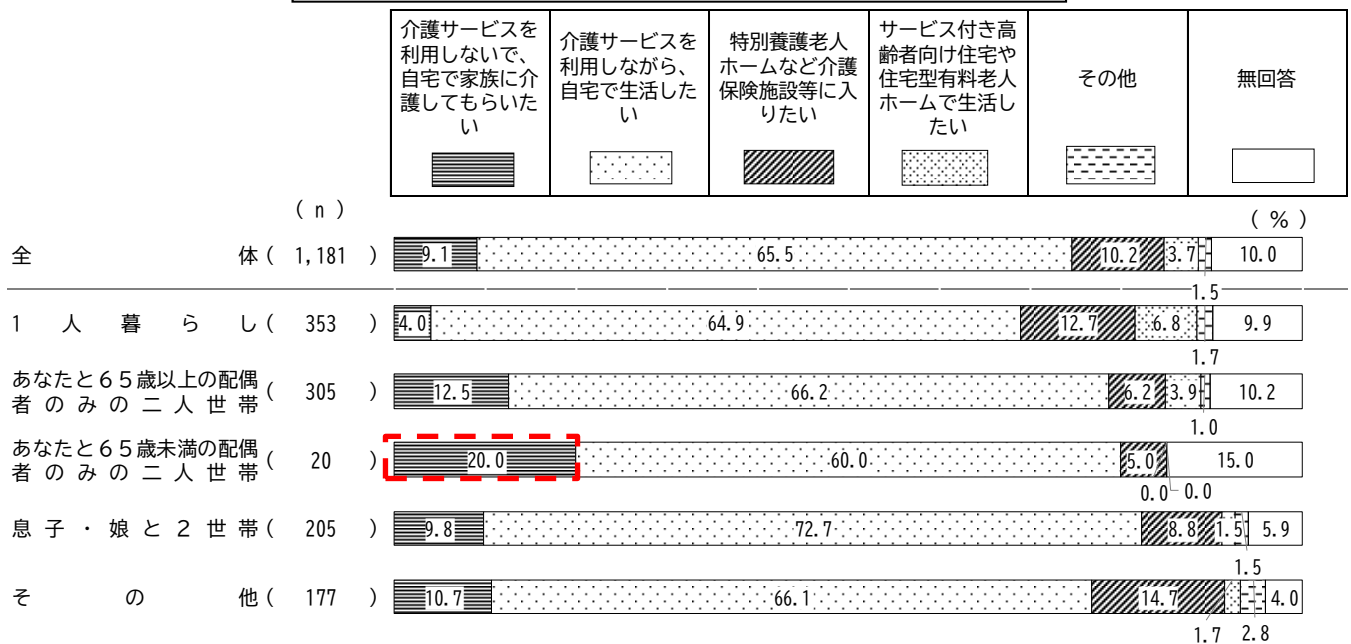 介護サービスを
利用しないで、
自宅で家族に介
護してもらいた
い
介護サービスを
利用しながら、
自宅で生活した
い
特別養護老人
ホームなど介護
保険施設等に入
りたい
サービス付き高
齢者向け住宅や
住宅型有料老人
ホームで生活し
たい
その他
無回答
(n)
(%)
全体(1,181) 9.1 65.5 10.2 3.7 10.0
1.5
1人暮らし(353) 4.0 64.9 12.7 6.8 9.9
1.7
あなたと65歳以上の配偶
者のみの二人世帯(305) 12.5 66.2 6.2 3.9 10.2
1.0
あなたと65歳未満の配偶
者のみの二人世帯(20) 20.0 60.0 5.0 15.0
0.0 0.0
息子・娘と2世帯(205) 9.8 72.7 8.8 1.5 5.9
1.5
その他(177) 10.7 66.1 14.7 4.0
1.7 2.8